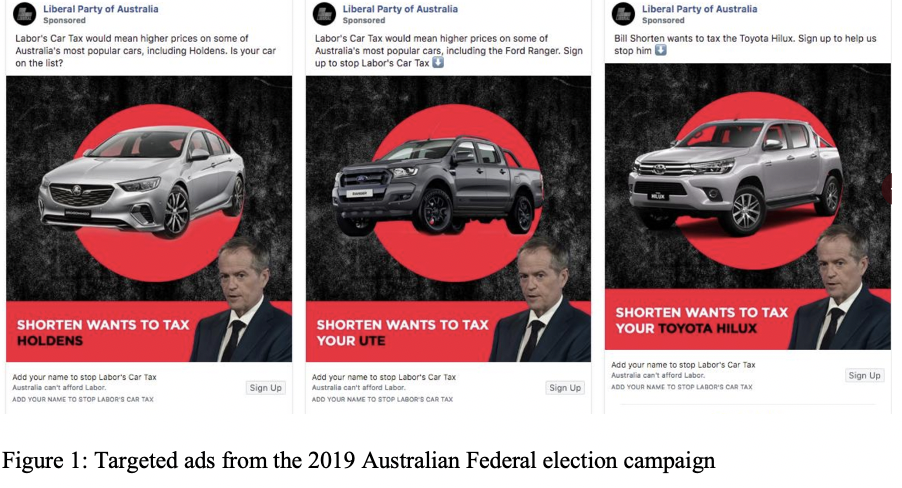 Liberal Party of Australia
Sponsored
Labor's Car Tax would mean higher prices on some of
Australia's most popular cars, including Holdens. Is your car
on the list?
SHORTEN WANTS TO TAX
HOLDENS
Add your name to stop Labor's Car Tax
Australia can't afford Labor.
ADD YOUR NAME TO STOP LABOR'S CAR TAX
Sign Up
Liberal Party of Australia
Sponsored
Labor's Car Tax would mean higher prices on some of
Australia's most popular cars, including the Ford Ranger. Sign
up to stop Labor's Car Tax ⬇️
SHORTEN WANTS TO TAX
YOUR UTE
Add your name to stop Labor's Car Tax
Australia can't afford Labor.
ADD YOUR NAME TO STOP LABOR'S CAR TAX
Sign Up
Liberal Party of Australia
Sponsored
Bill Shorten wants to tax the Toyota Hilux. Sign up to help us
stop him ⬇️
HILUX
SHORTEN WANTS TO TAX
YOUR TOYOTA HILUX
Add your name to stop Labor's Car Tax
Australia can't afford Labor.
ADD YOUR NAME TO STOP LABOR'S CAR TAX
Sign Up
Figure 1: Targeted ads from the 2019 Australian Federal election campaign